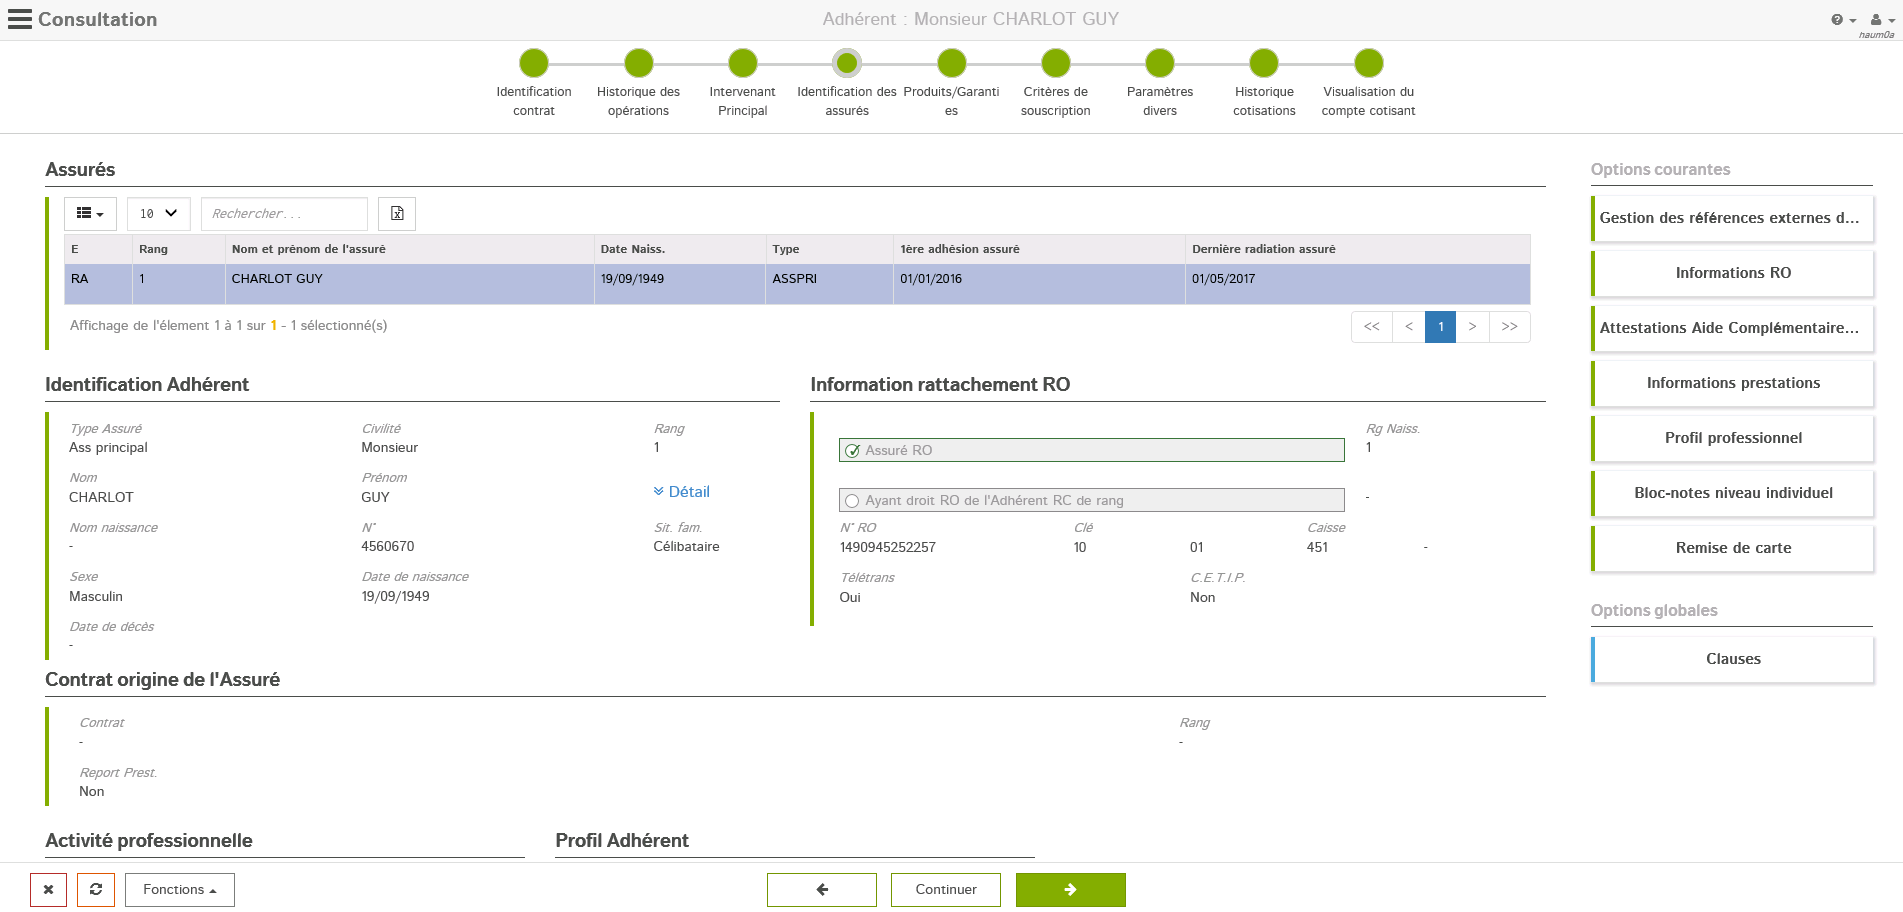 Consultation
Adhérent : Monsieur CHARLOT GUY
haum0a
Identification contrat
Historique des opérations
Intervenant Principal
Identification des assurés
Produits/Garanti es
Critères de souscription
Paramètres divers
Historique cotisations
Visualisation du compte cotisant
Assurés
10
Rechercher...
E Rang Nom et prénom de l'assuré Date Naiss. Type 1ère adhésion assuré Dernière radiation assuré
RA 1 CHARLOT GUY 19/09/1949 ASSPRI 01/01/2016 01/05/2017
Affichage de l'élement 1 à 1 sur 1 - 1 sélectionné(s)
<< < 1 > >>
Identification Adhérent
Type Assuré Civilité Rang
Ass principal Monsieur 1
Nom Prénom
CHARLOT GUY Détail
Nom naissance N° Sit. fam.
- 4560670 Célibataire
Sexe Date de naissance
Masculin 19/09/1949
Date de décès
-
Information rattachement RO
Rg Naiss.
Assuré RO 1
Ayant droit RO de l'Adhérent RC de rang -
N° RO Clé Caisse
1490945252257 10 01 451 -
Télétrans C.E.T.I.P.
Oui Non
Contrat origine de l'Assuré
Contrat Rang
- -
Report Prest.
Non
Activité professionnelle
Profil Adhérent
Options courantes
Gestion des références externes d...
Informations RO
Attestations Aide Complémentaire...
Informations prestations
Profil professionnel
Bloc-notes niveau individuel
Remise de carte
Options globales
Clauses
Fonctions
Continuer